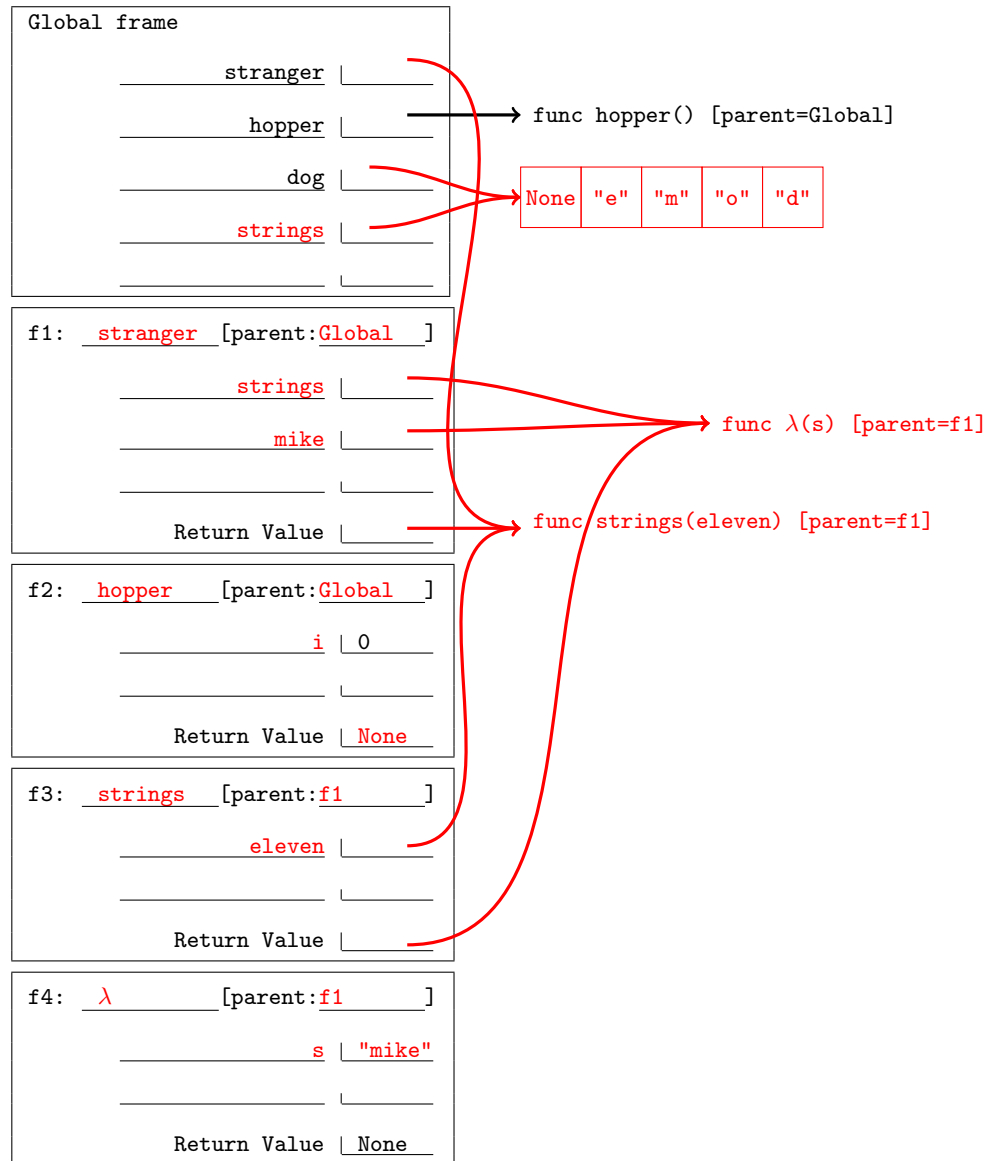 Global frame
stranger
hopper
func hopper() [parent=Global]
dog
None "e" "m" "o" "d"
strings
f1: stranger [parent:Global ]
strings
mike
func λ(s) [parent=f1]
Return Value
func strings(eleven) [parent=f1]
f2: hopper [parent:Global ]
i 0
Return Value None
f3: strings [parent:f1 ]
eleven
Return Value
f4: λ [parent:f1 ]
s "mike"
Return Value None